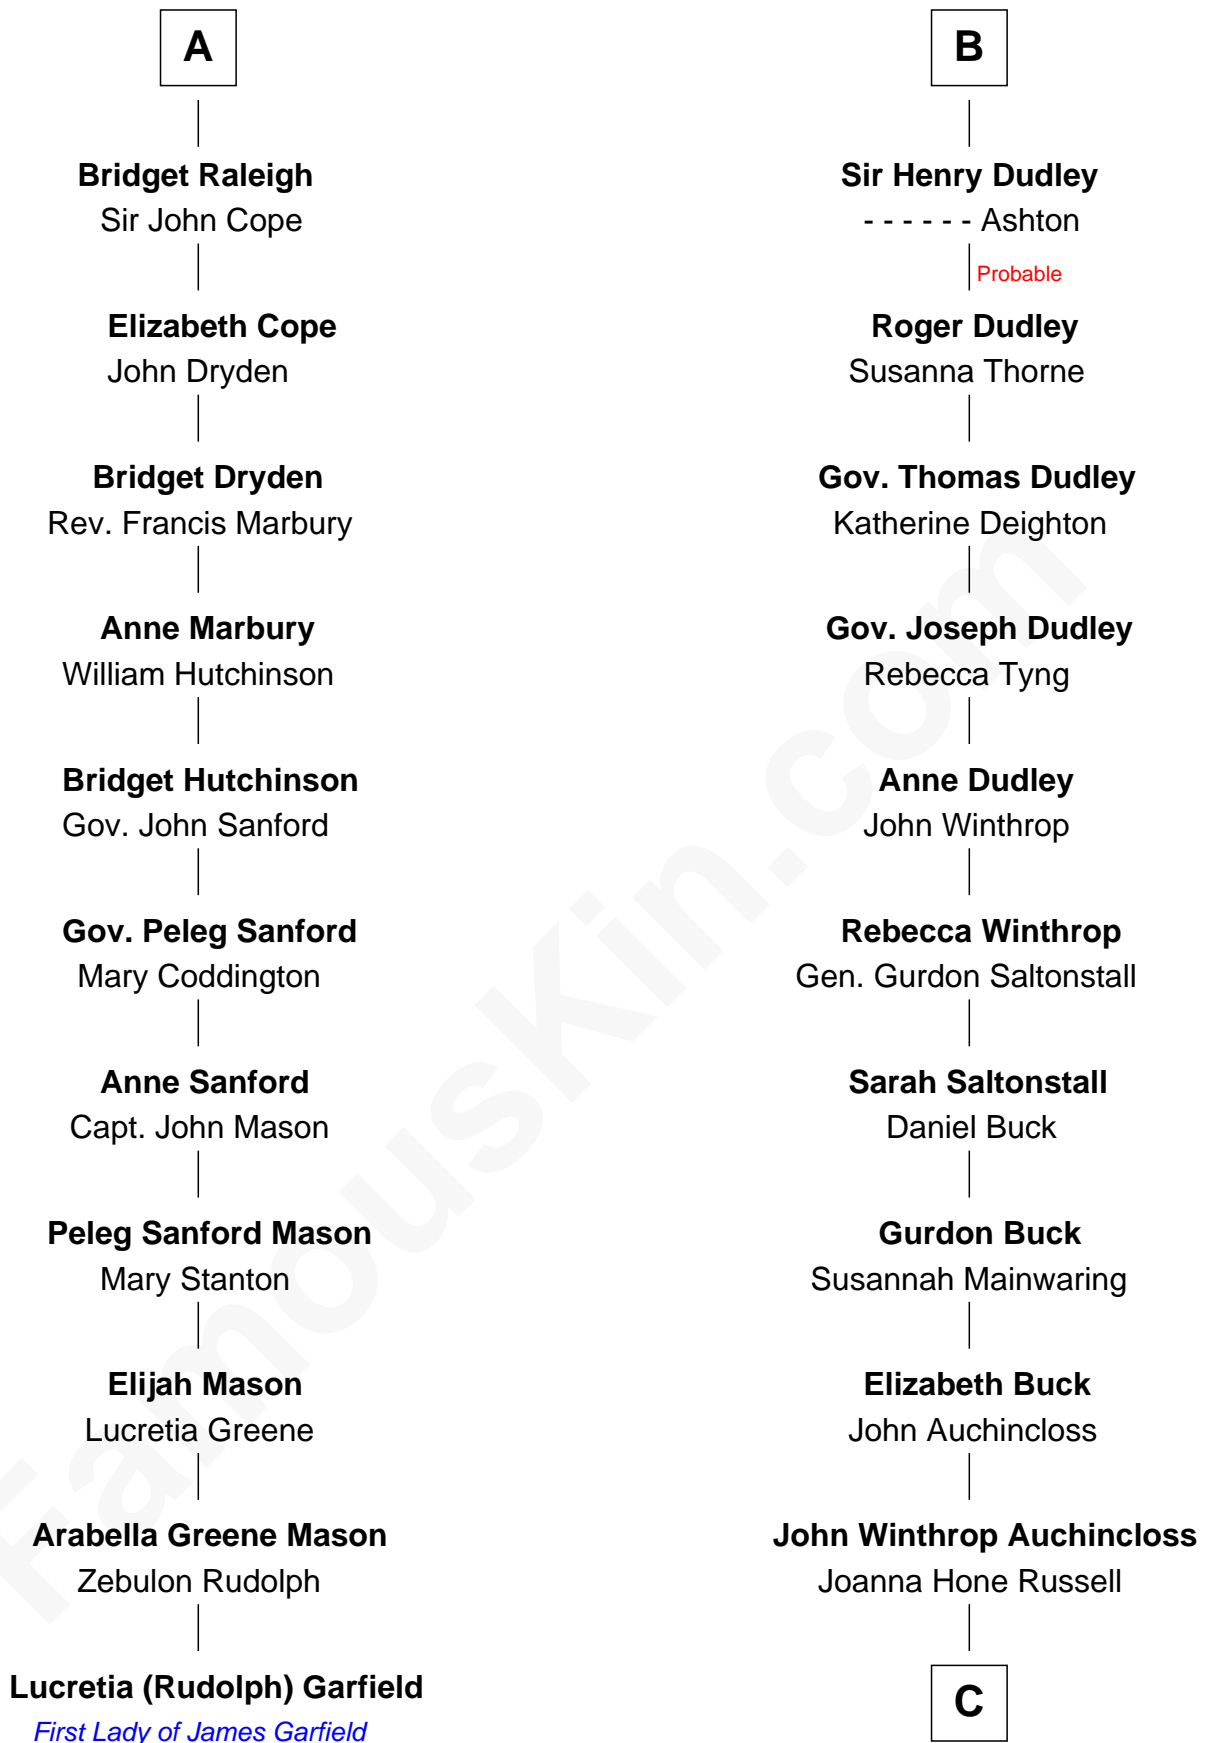 A
Bridget Raleigh
Sir John Cope
Elizabeth Cope
John Dryden
Bridget Dryden
Rev. Francis Marbury
Anne Marbury
William Hutchinson
Bridget Hutchinson
Gov. John Sanford
Gov. Peleg Sanford
Mary Coddington
Anne Sanford
Capt. John Mason
Peleg Sanford Mason
Mary Stanton
Elijah Mason
Lucretia Greene
Arabella Greene Mason
Zebulon Rudolph
Lucretia (Rudolph) Garfield
First Lady of James Garfield
B
Sir Henry Dudley
- - - - - - Ashton
Probable
Roger Dudley
Susanna Thorne
Gov. Thomas Dudley
Katherine Deighton
Gov. Joseph Dudley
Rebecca Tyng
Anne Dudley
John Winthrop
Rebecca Winthrop
Gen. Gurdon Saltonstall
Sarah Saltonstall
Daniel Buck
Gurdon Buck
Susannah Mainwaring
Elizabeth Buck
John Auchincloss
John Winthrop Auchincloss
Joanna Hone Russell
C
FamousKin.com